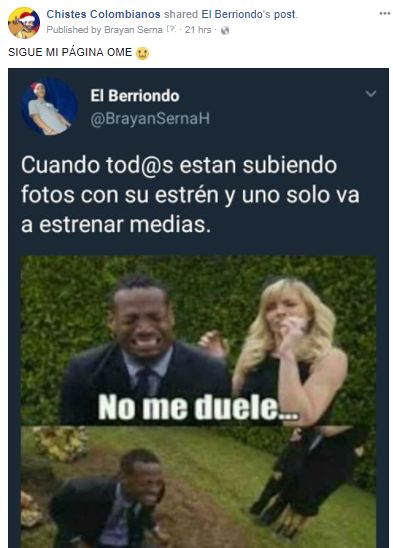 Chistes Colombianos shared El Berriondo's post.
Published by Brayan Serna [?] · 21 hrs ·
SIGUE MI PÁGINA OME
El Berriondo
@BrayanSernaH
Cuando tod@s estan subiendo
fotos con su estrén y uno solo va
a estrenar medias.
No me duele...